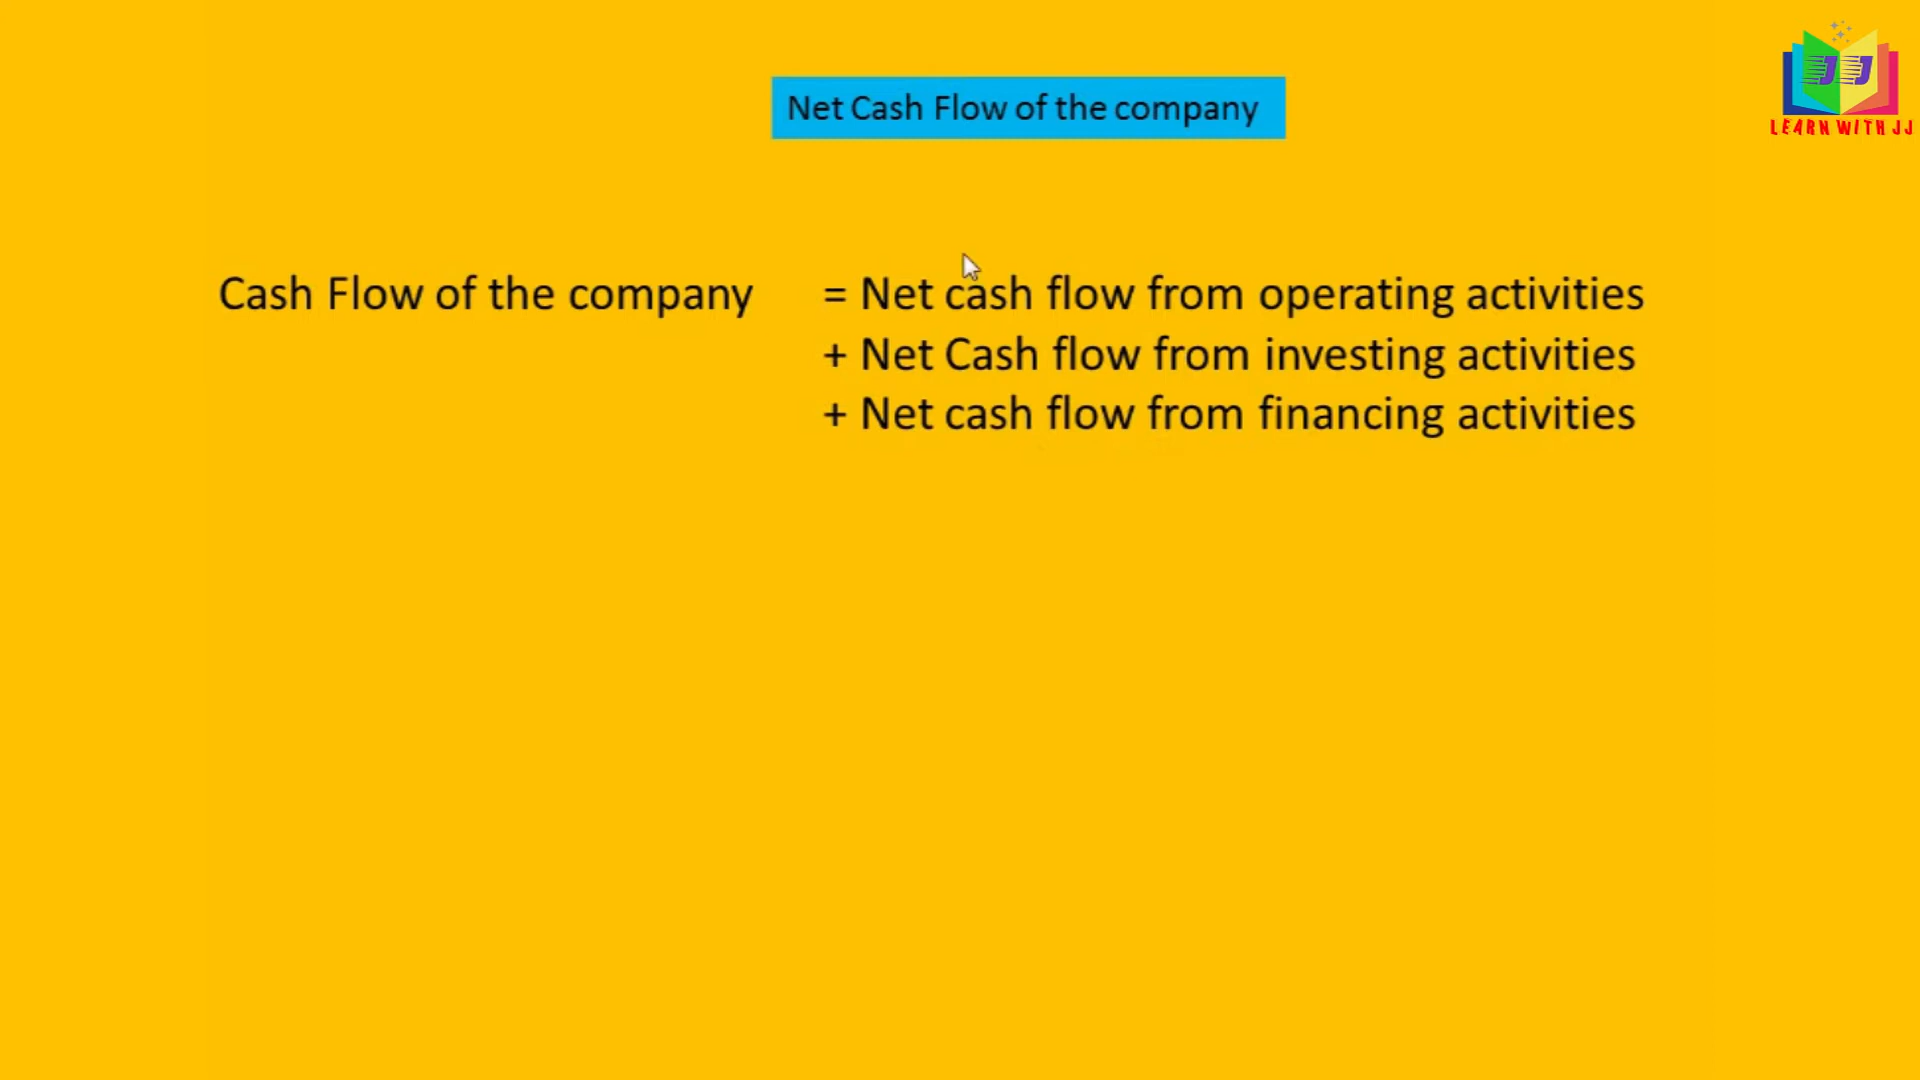 JJ
LEARN WITH JJ
Net Cash Flow of the company
Cash Flow of the company = Net cash flow from operating activities
+ Net Cash flow from investing activities
+ Net cash flow from financing activities